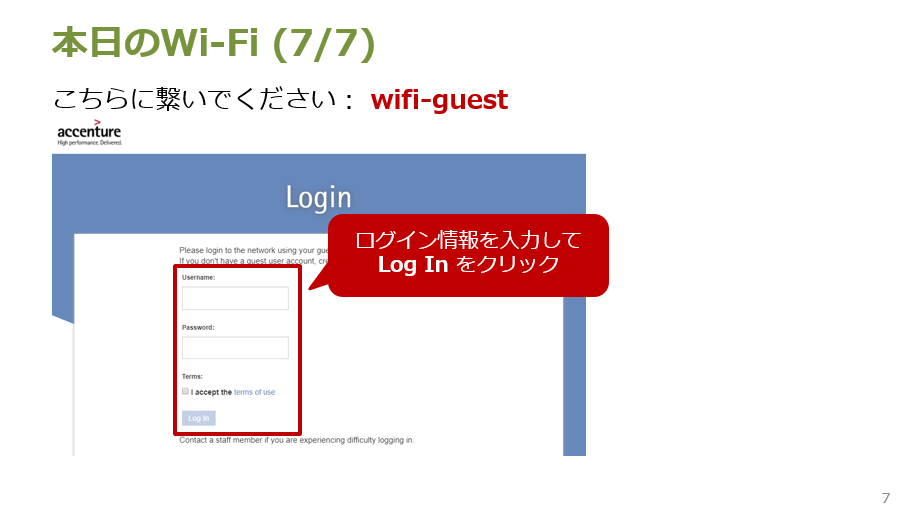 本日のWi-Fi (7/7)
こちらに繋いでください： wifi-guest
accenture
High performance. Delivered.
Login
Please login to the network using your
If you don't have a guest user account,
ログイン情報を入力して
Log In をクリック
Username:
Password:
Terms:
I accept the terms of use
Log In
Contact a staff member if you are experiencing difficulty logging in.
7